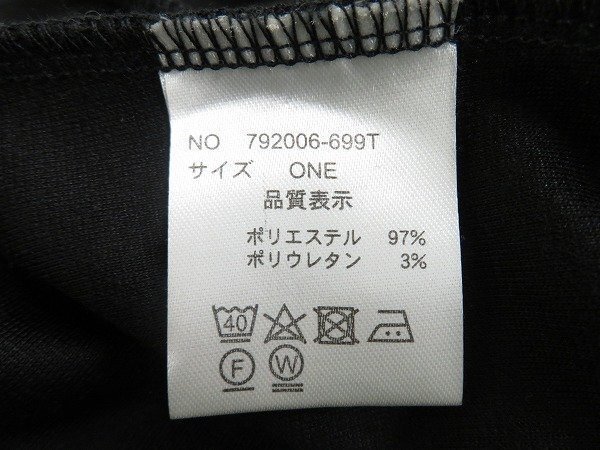 NO 792006-699T
サイズ ONE
品質表示
ポリエステル 97%
ポリウレタン 3%
40
F W